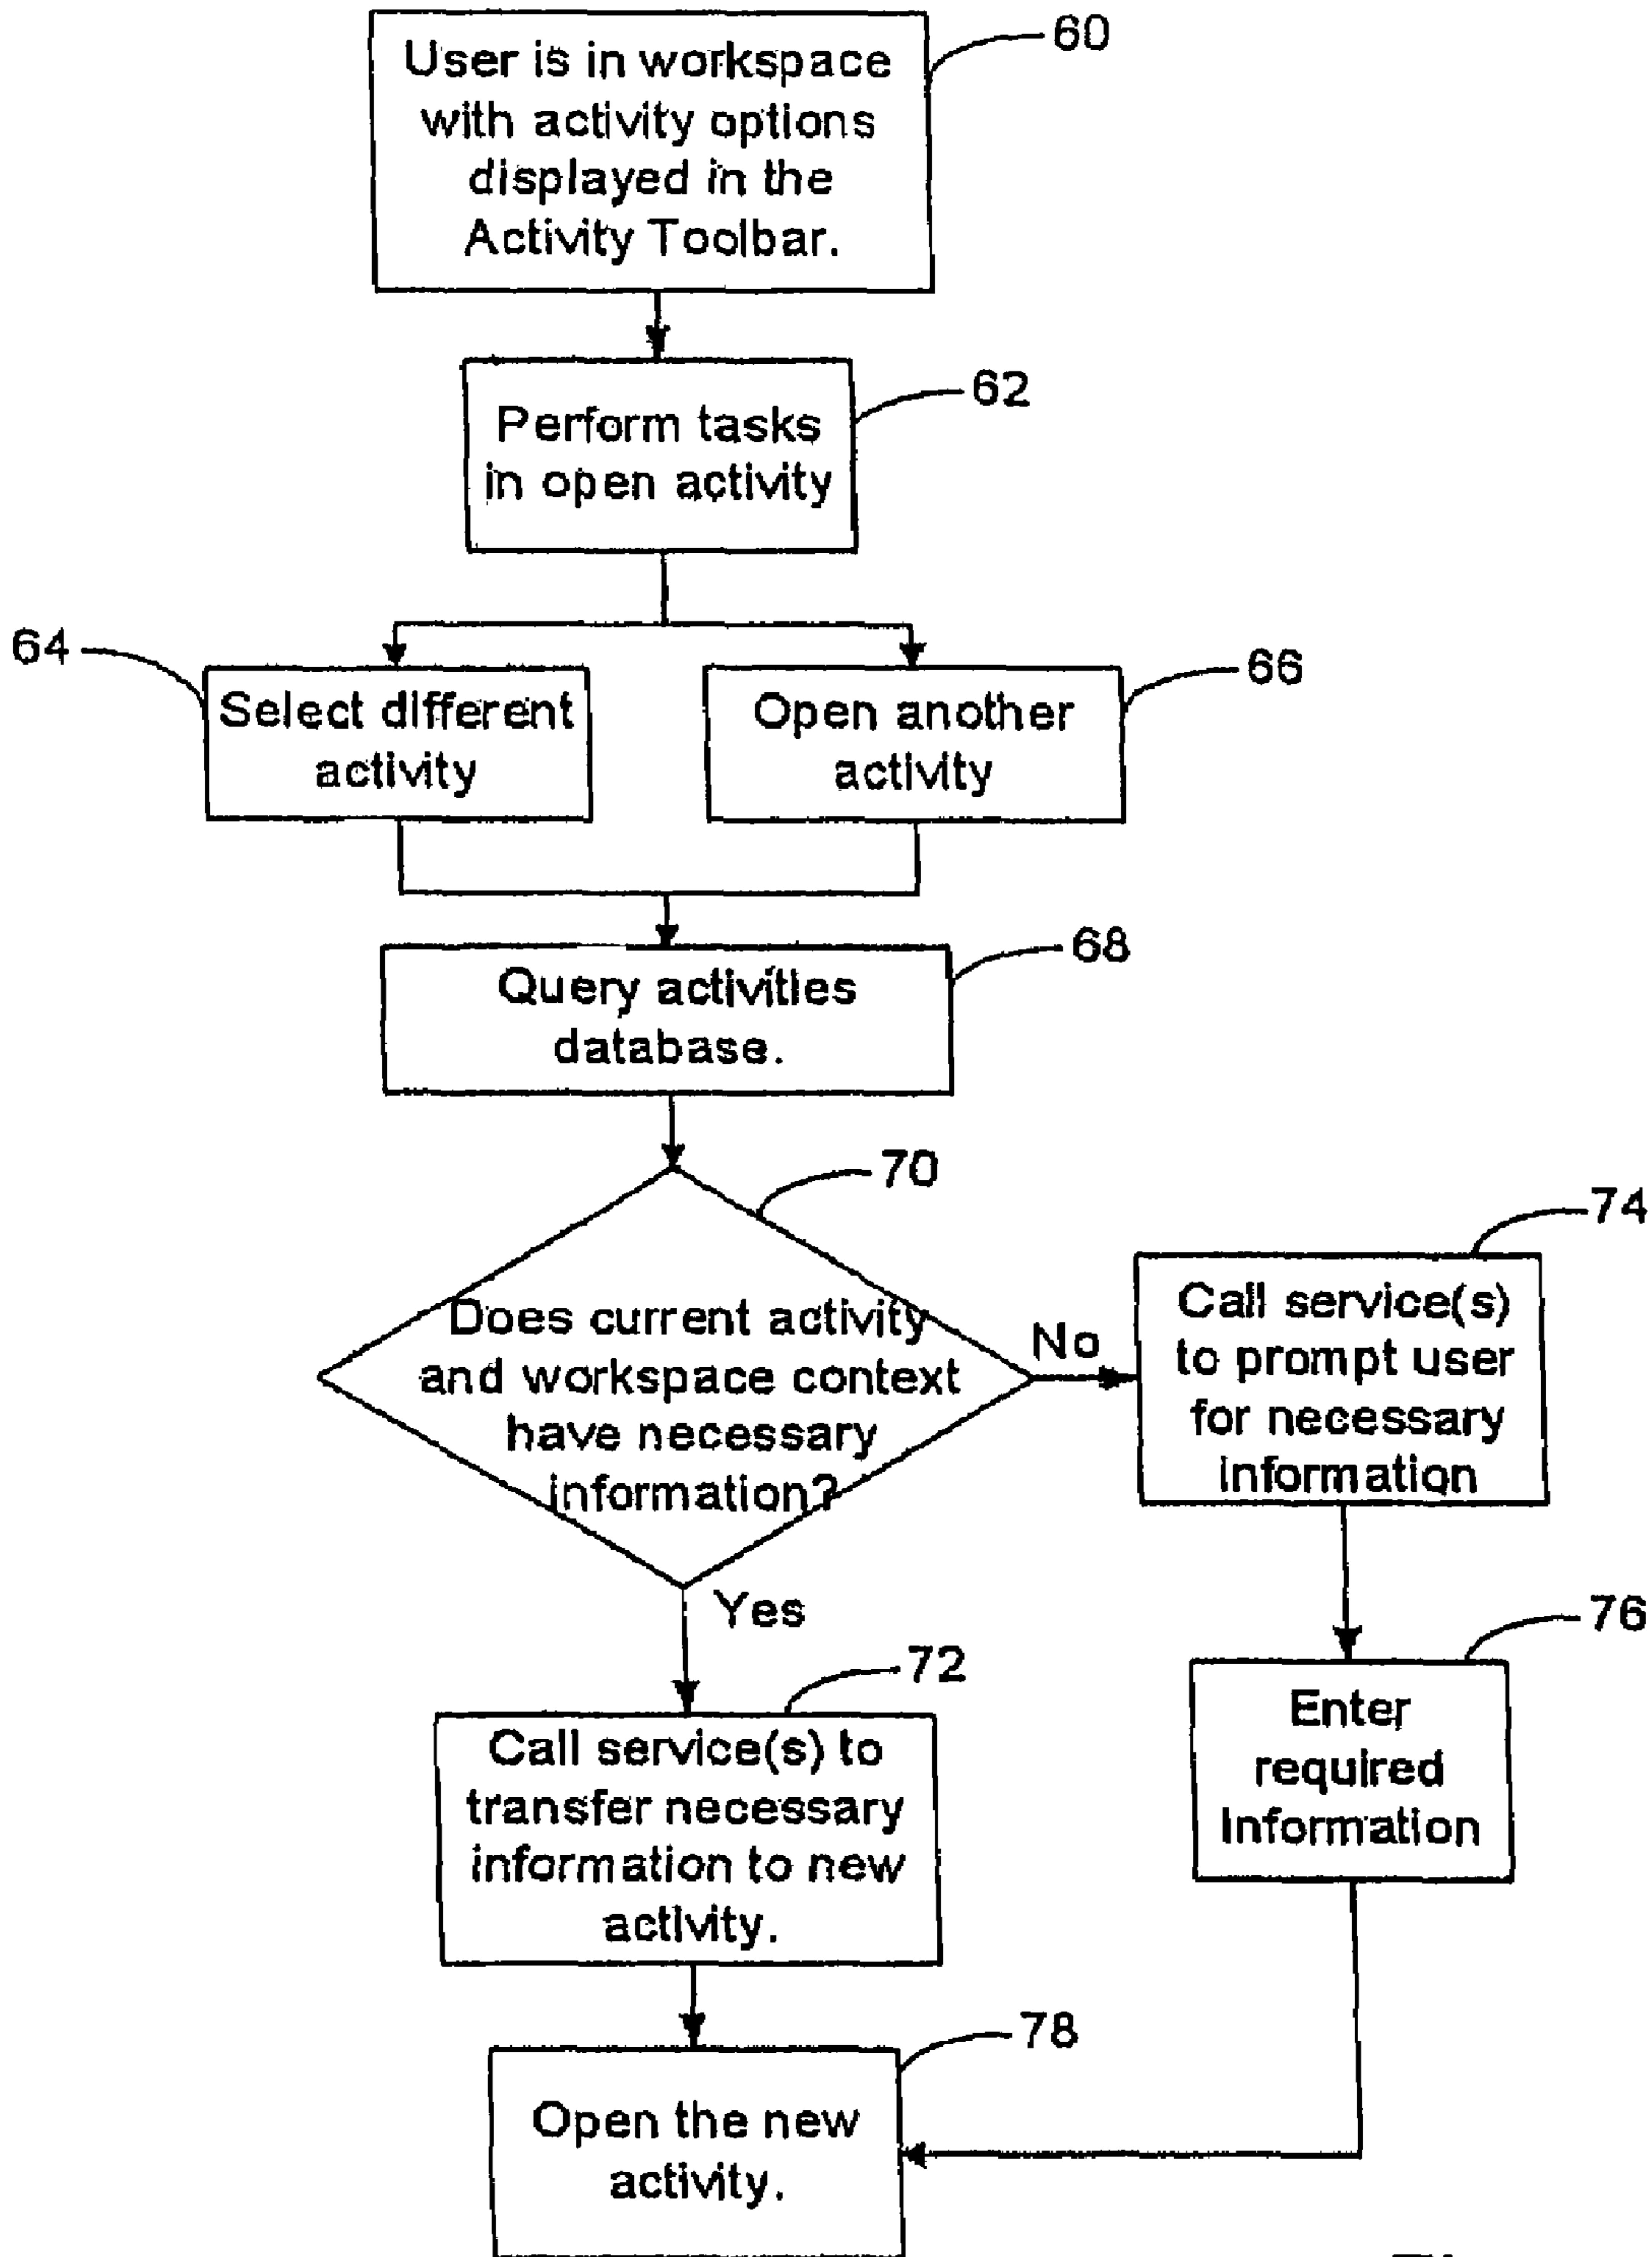 60
User is in workspace
with activity options
displayed in the
Activity Toolbar.
62
Perform tasks
in open activity
64
Select different
activity
66
Open another
activity
68
Query activities
database.
70
Does current activity
and workspace context
have necessary
information?
No
74
Call service(s)
to prompt user
for necessary
information
Yes
76
Enter
required
Information
72
Call service(s) to
transfer necessary
information to new
activity.
78
Open the new
activity.